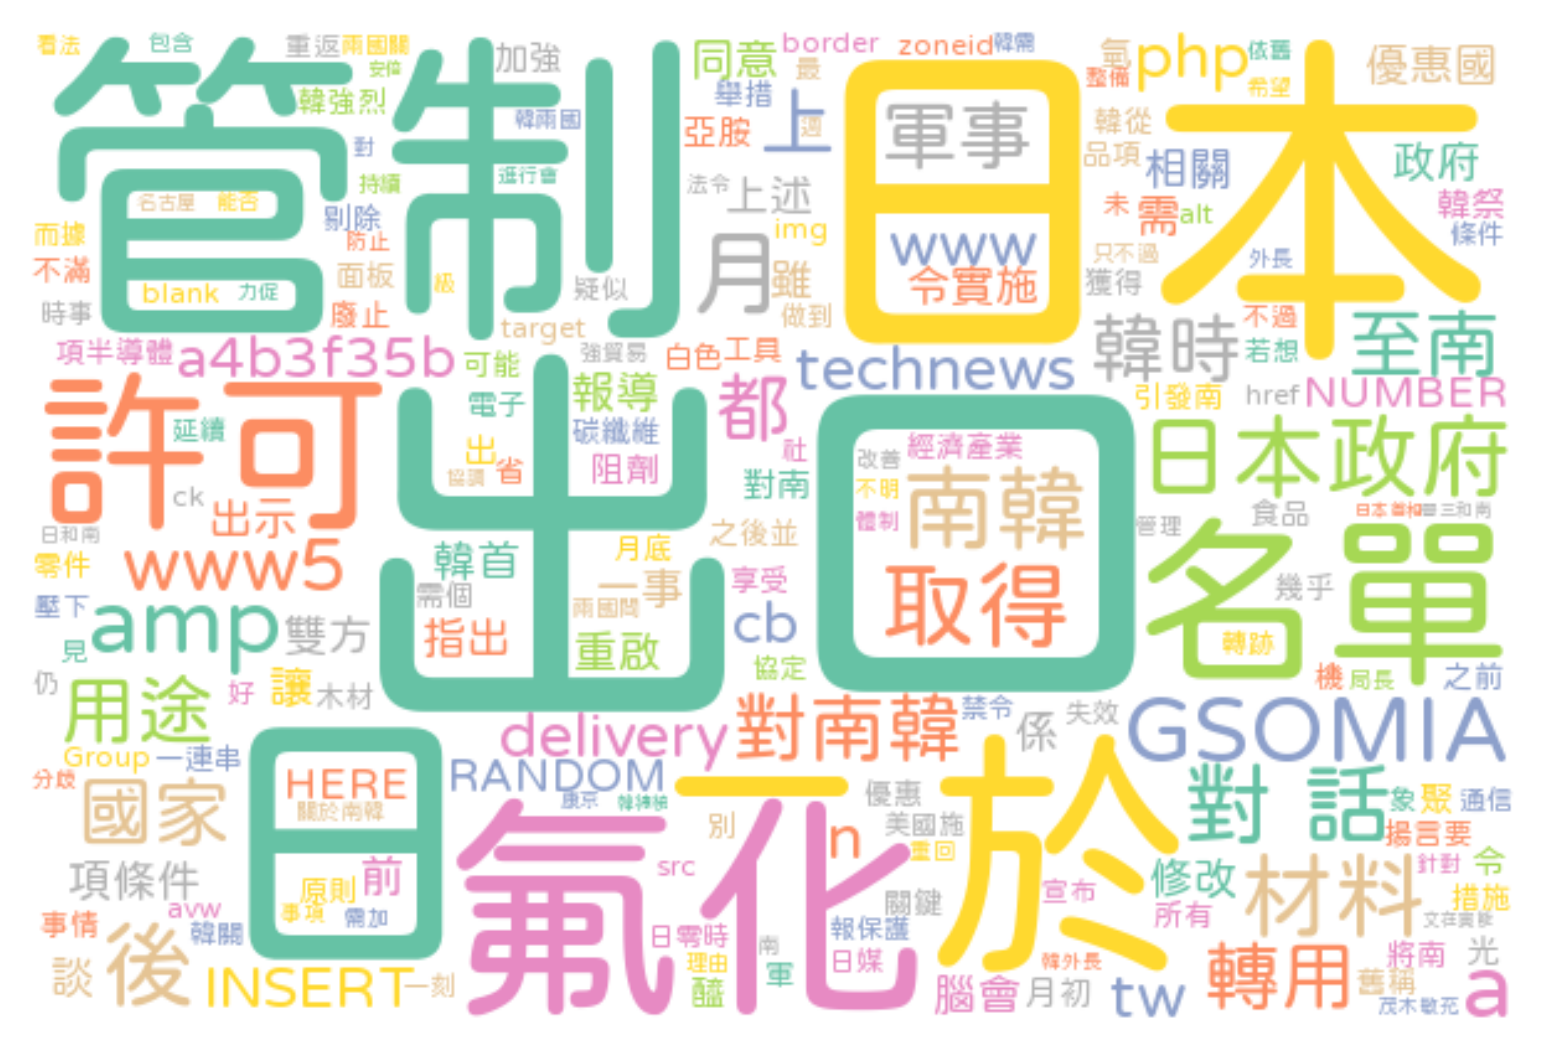 看法
包含
重返
兩國關
安倍
加強
同意
border
zoneid
韓需
氣
php
依舊
優惠國
韓強烈
舉措
最
整備
希望
管制
日本
韓兩國
亞胺
上
週
軍事
韓從
品項
相關
政府
對
持續
進行會
法令
上述
名古屋
能否
剔除
未
需
alt
韓祭
條件
而據
防止
月
img
www
只不過
外長
不滿
面板
級
疑似
雖
令實施
獲得
blank
力促
時事
廢止
target
做到
韓時
不過
若想
至南
項半導體
a4b3f35b
可能
強貿易
白色
工具
technews
引發南
href
NUMBER
許可
延續
電子
報導
都
碳纖維
社
出
省
協調
阻劑
對南
改善
經濟產業
不明
南韓
體制
日本政府
ck
出示
出口
日和南
零件
www5
韓首
月底
之後並
管理
食品
日本首相
三和南
名單
壓下
amp
雙方
需個
一事
兩國間
享受
取得
幾乎
見
指出
重啟
cb
協定
轉跡
仍
用途
好
讓
木材
機
局長
之前
delivery
對南韓
禁令
係
失效
GSOMIA
Group
一連串
分歧
國家
日
HERE
關於南韓
RANDOM
康京
優惠
別
n
美國施
重回
於
對 話
象
聚
通信
揚言要
氟化
src
關鍵
宣布
修改
所有
材料
針對
令
措施
項條件
原則
前
事項
需加
事情
avw
韓關
後
談
INSERT
一刻
日零時
理由
醯
南
軍
報保護
日媒
腦會
韓外長
月初
tw
轉用
將南
舊稱
光
茂木敏充
a